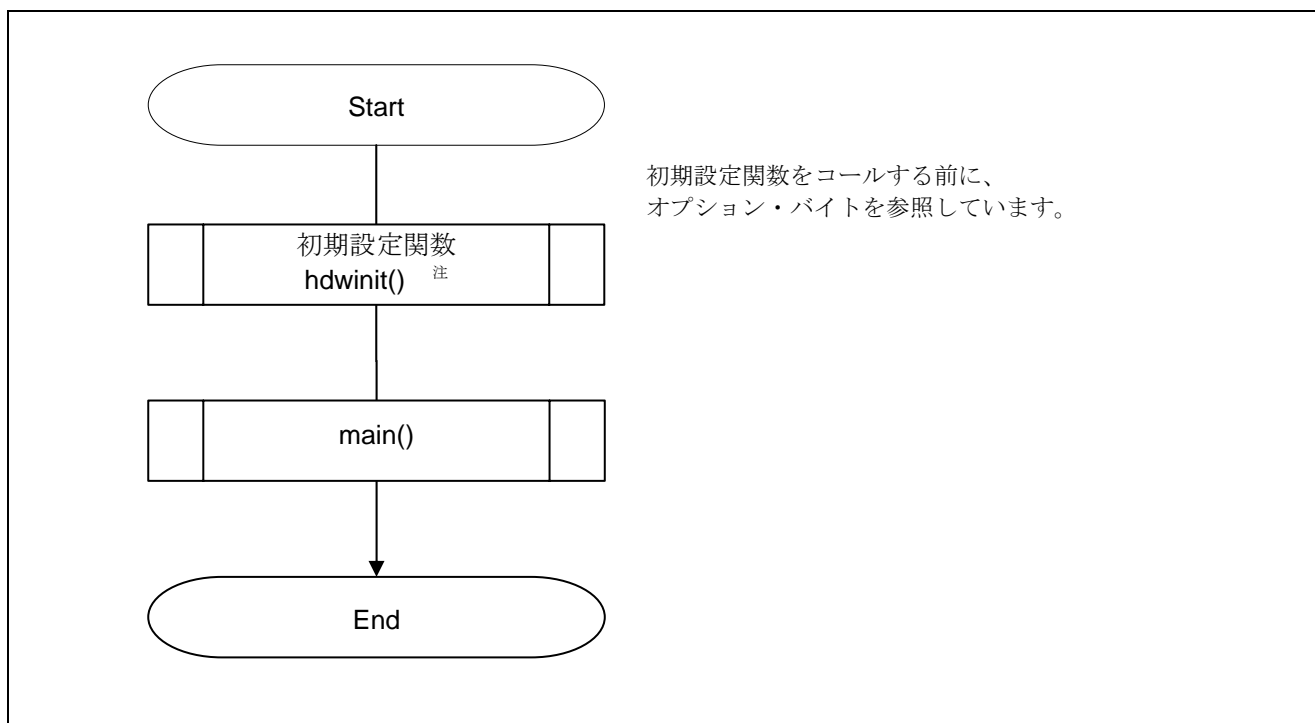 Start
初期設定関数をコールする前に、
オプション・バイトを参照しています。
初期設定関数
hdwinit() 注
main()
End